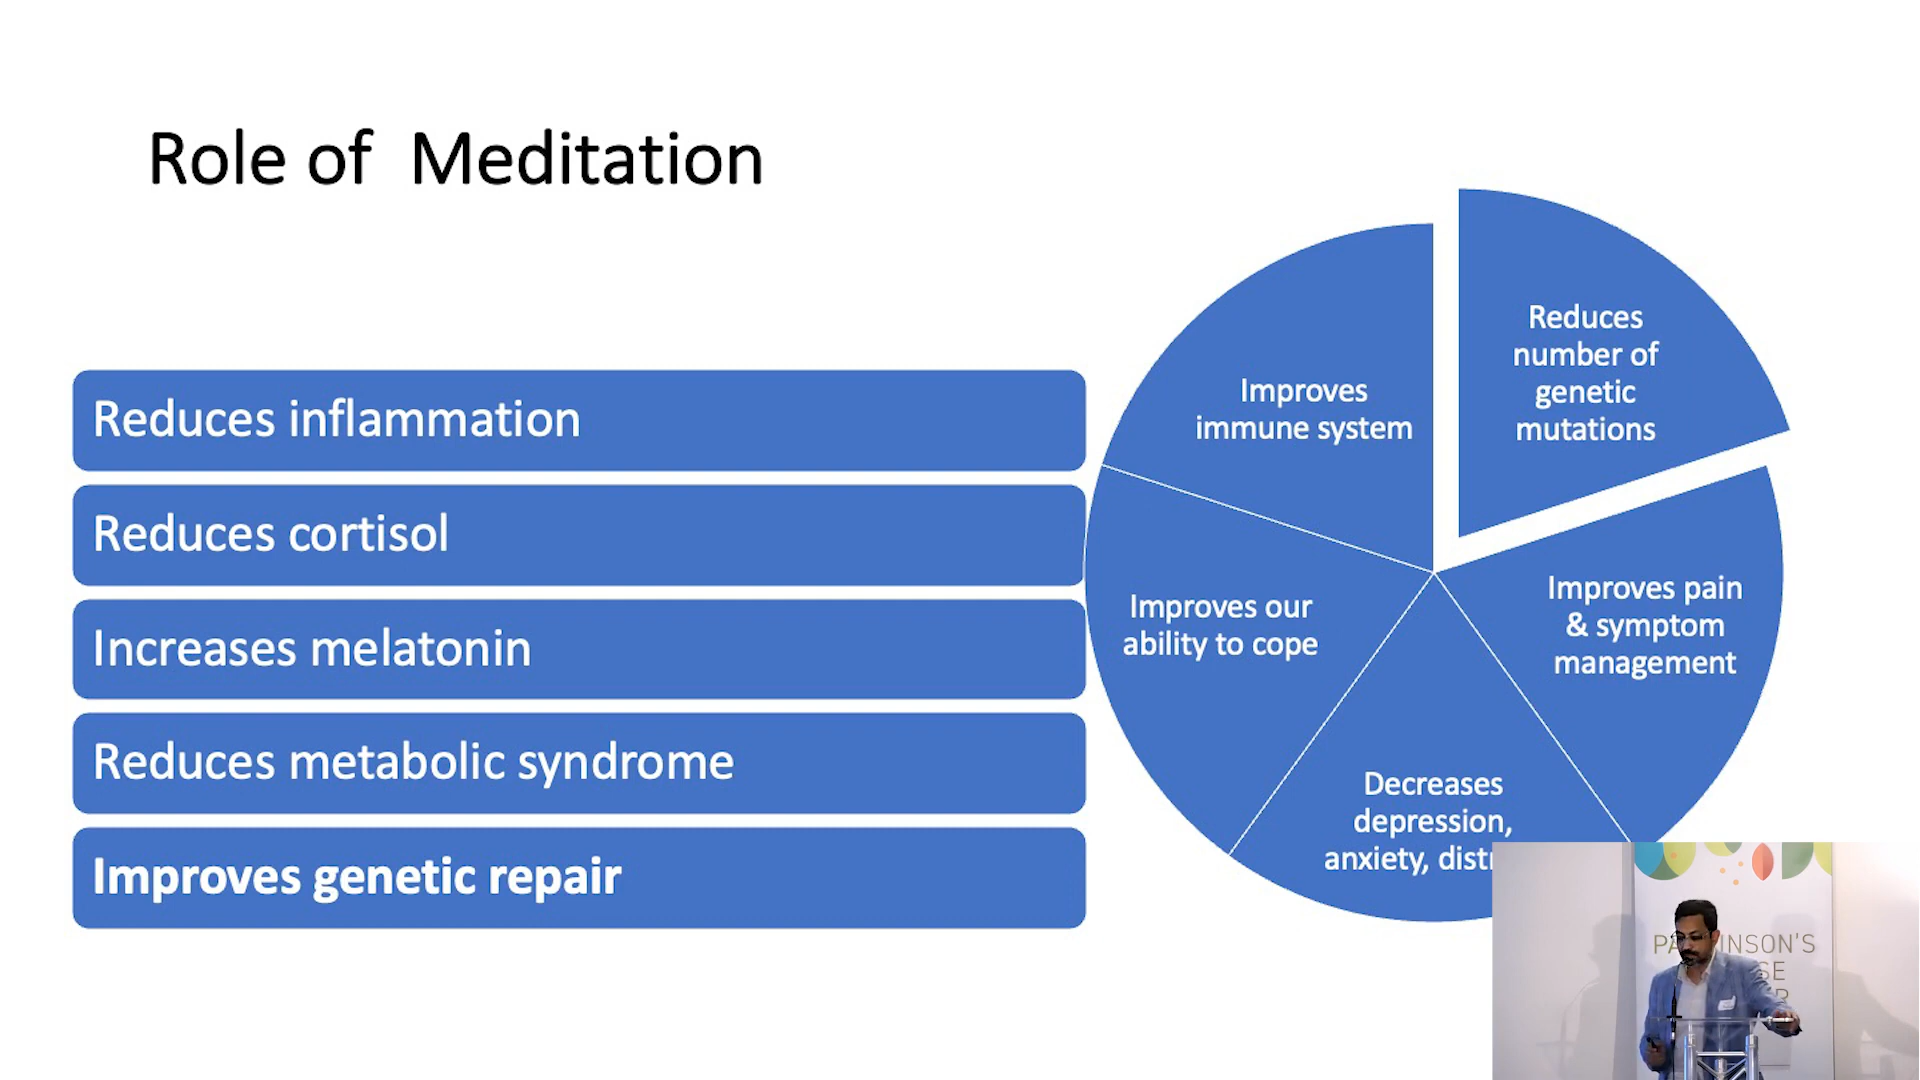 Role of  Meditation
Reduces inflammation
Reduces cortisol
Increases melatonin
Reduces metabolic syndrome
Improves genetic repair
Reduces
number of
genetic
mutations
Improves
immune system
Improves pain
& symptom
management
Improves our
ability to cope
Decreases
depression,
anxiety,